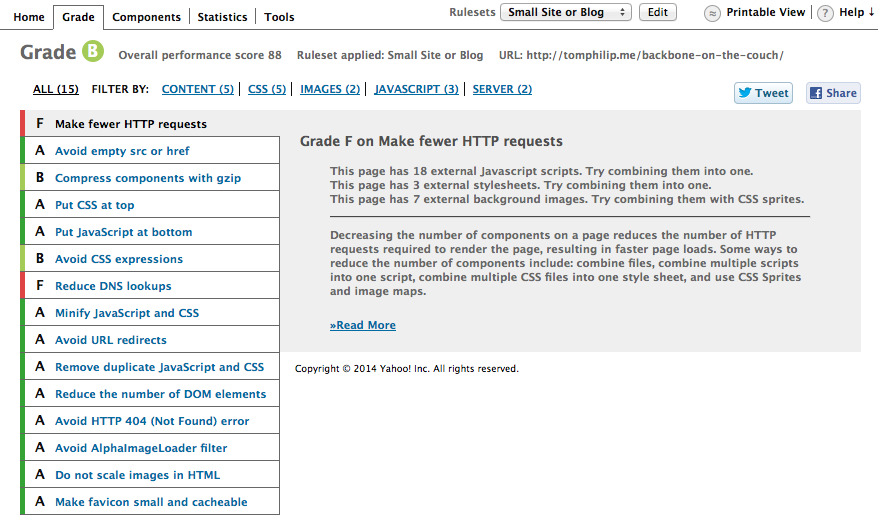 Home Grade Components Statistics Tools Rulesets Small Site or Blog Edit Printable View ? Help ↓
Grade B Overall performance score 88 Ruleset applied: Small Site or Blog URL: http://tomphilip.me/backbone-on-the-couch/
ALL (15) FILTER BY: CONTENT (5) CSS (5) IMAGES (2) JAVASCRIPT (3) SERVER (2) Tweet f Share
F Make fewer HTTP requests
A Avoid empty src or href
B Compress components with gzip
A Put CSS at top
A Put JavaScript at bottom
B Avoid CSS expressions
F Reduce DNS lookups
A Minify JavaScript and CSS
A Avoid URL redirects
A Remove duplicate JavaScript and CSS
A Reduce the number of DOM elements
A Avoid HTTP 404 (Not Found) error
A Avoid AlphaImageLoader filter
A Do not scale images in HTML
A Make favicon small and cacheable
Grade F on Make fewer HTTP requests
This page has 18 external Javascript scripts. Try combining them into one.
This page has 3 external stylesheets. Try combining them into one.
This page has 7 external background images. Try combining them with CSS sprites.
Decreasing the number of components on a page reduces the number of HTTP
requests required to render the page, resulting in faster page loads. Some ways to
reduce the number of components include: combine files, combine multiple scripts
into one script, combine multiple CSS files into one style sheet, and use CSS Sprites
and image maps.
»Read More
Copyright © 2014 Yahoo! Inc. All rights reserved.